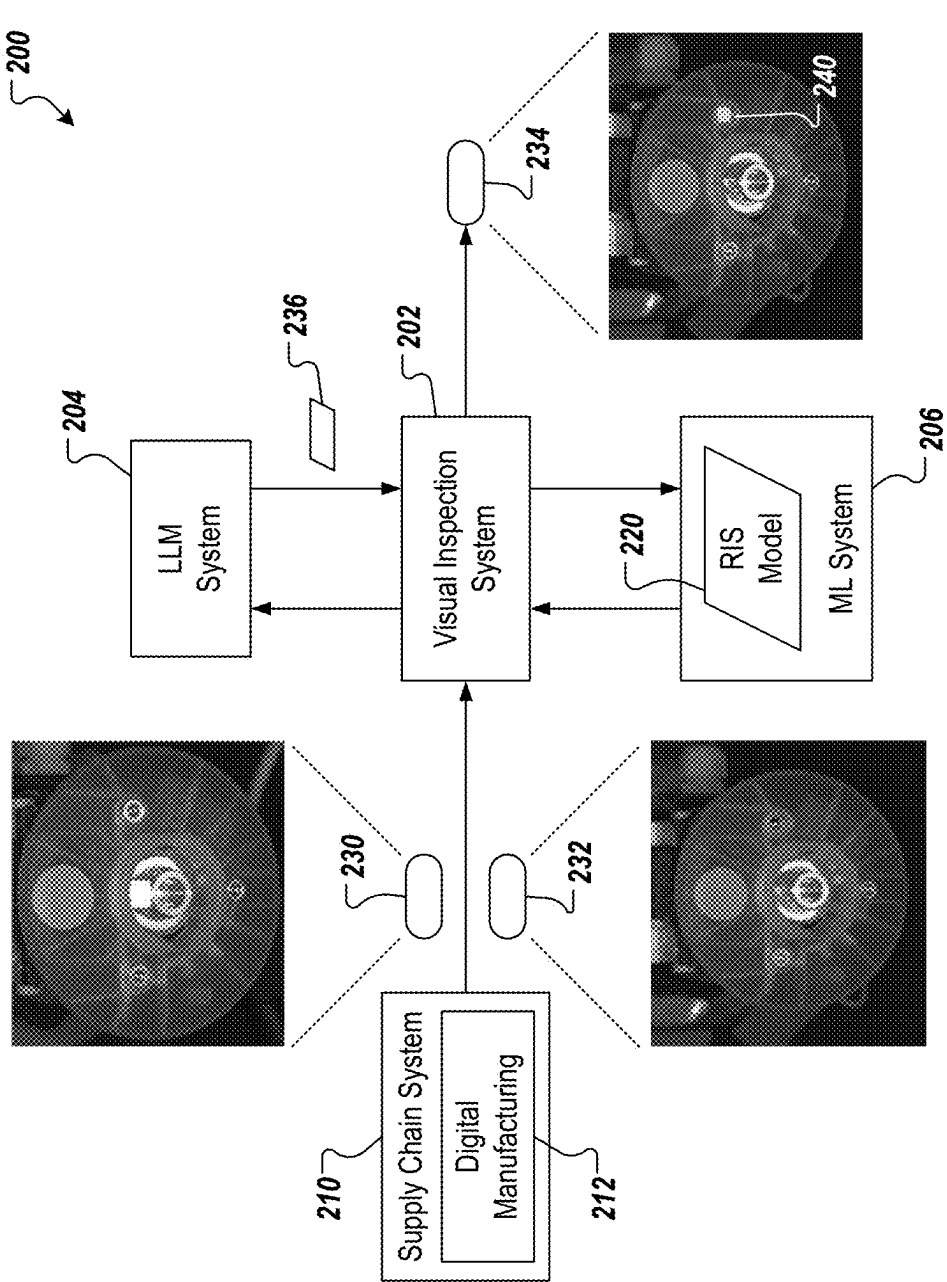 200
204
LLM
System
236
202
Visual Inspection
System
234
240
220
RIS
Model
ML System
206
230
232
210
Supply Chain System
Digital
Manufacturing
212